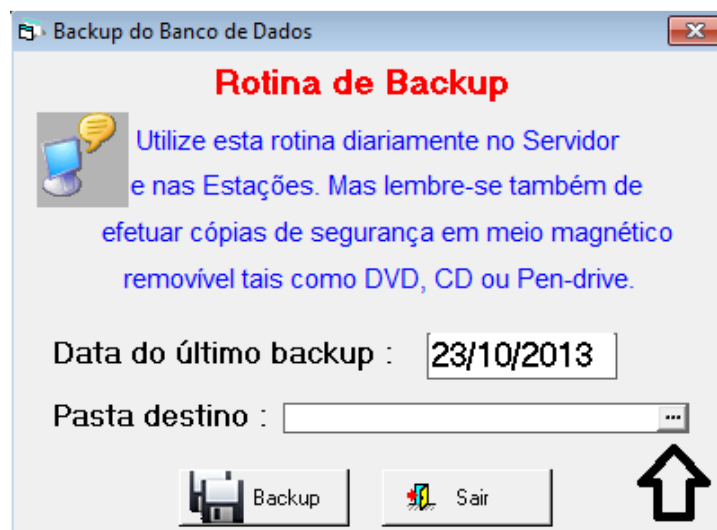 Backup do Banco de Dados
Rotina de Backup
Utilize esta rotina diariamente no Servidor
e nas Estações. Mas lembre-se também de
efetuar cópias de segurança em meio magnético
removível tais como DVD, CD ou Pen-drive.
Data do último backup : 23/10/2013
Pasta destino : ...
Backup Sair